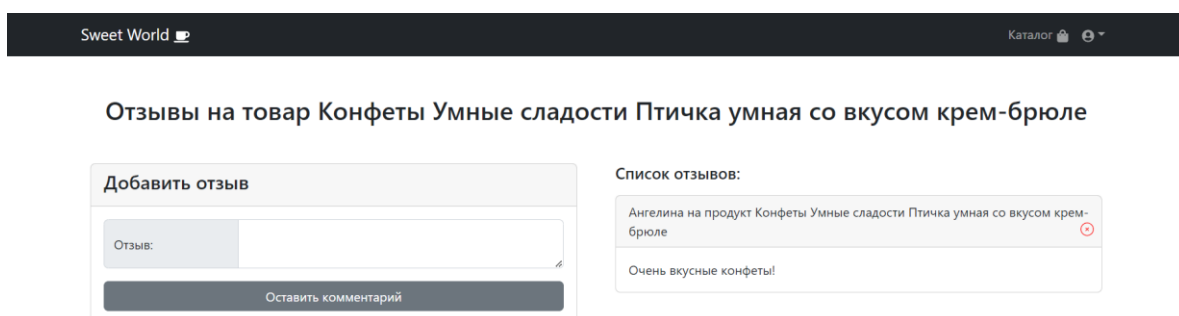 Sweet World
Каталог
Отзывы на товар Конфеты Умные сладости Птичка умная со вкусом крем-брюле
Добавить отзыв
Отзыв:
Оставить комментарий
Список отзывов:
Ангелина на продукт Конфеты Умные сладости Птичка умная со вкусом крем-
брюле
Очень вкусные конфеты!